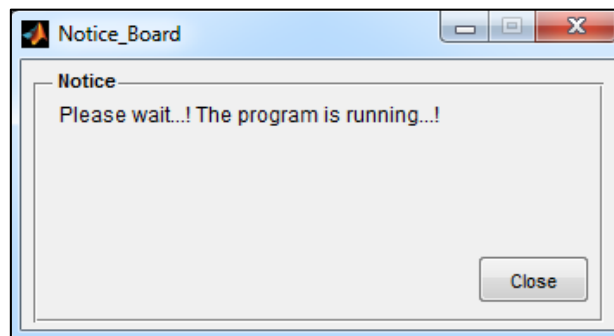 Notice_Board
Notice
Please wait...! The program is running...!
Close